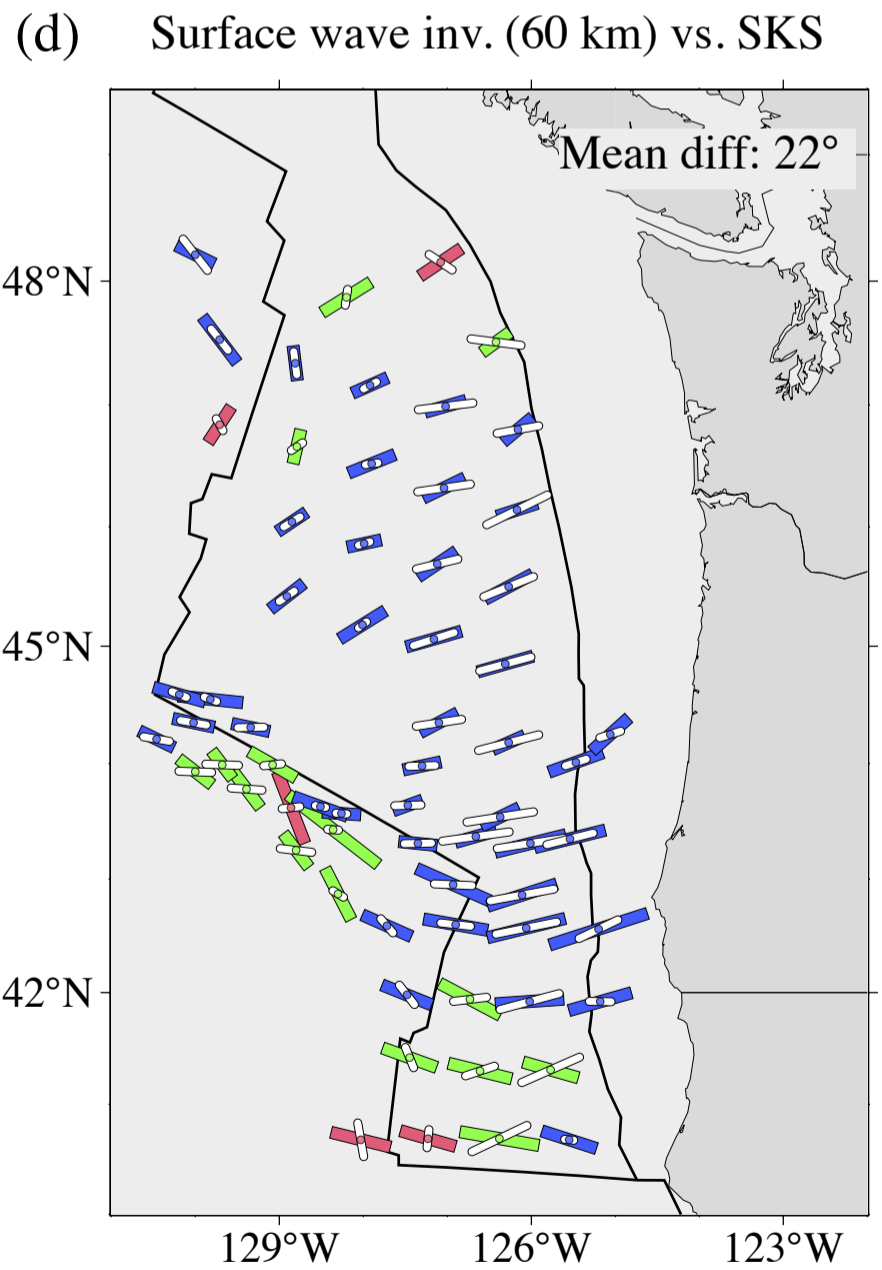 (d) Surface wave inv. (60 km) vs. SKS
Mean diff: 22°
48°N
45°N
42°N
129°W 126°W 123°W